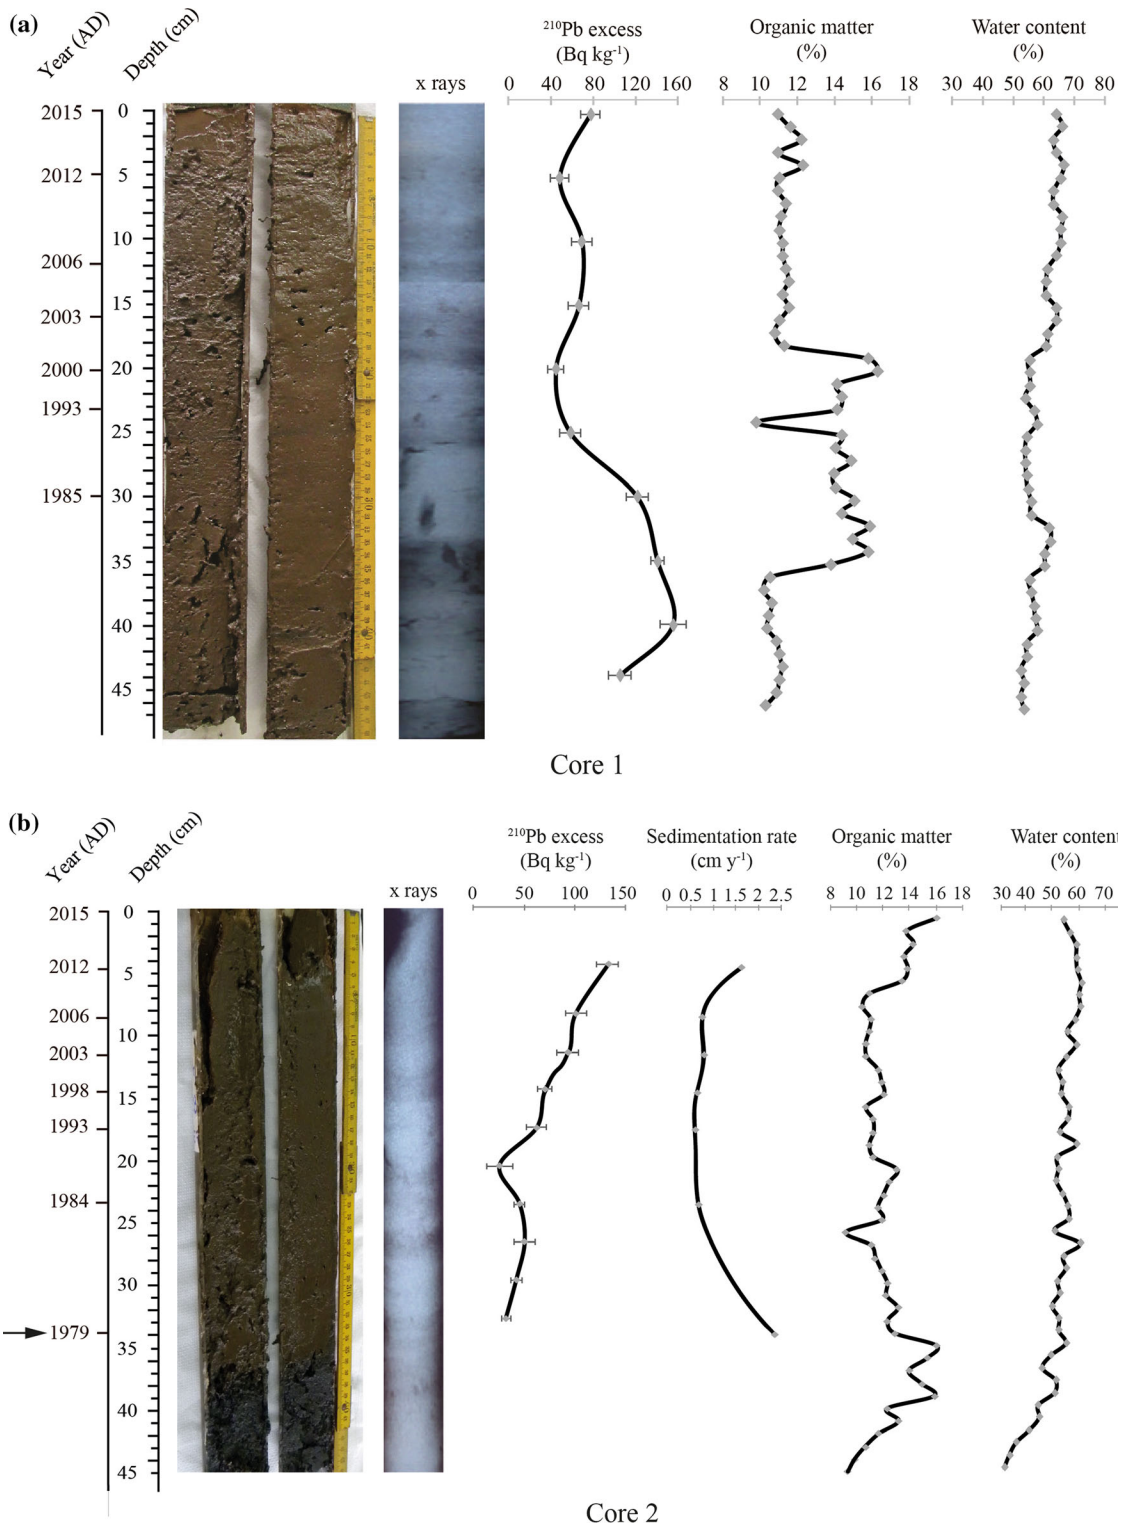 (a)
Year (AD)
Depth (cm)
x rays
²¹⁰Pb excess
(Bq kg⁻¹)
0 40 80 120 160
Organic matter
(%)
8 10 12 14 16 18
Water content
(%)
30 40 50 60 70 80
2015
2012
2006
2003
2000
1993
1985
0
5
10
15
20
25
30
35
40
45
Core 1
(b)
Year (AD)
Depth (cm)
x rays
²¹⁰Pb excess
(Bq kg⁻¹)
0 50 100 150
Sedimentation rate
(cm y⁻¹)
0 0.5 1 1.5 2 2.5
Organic matter
(%)
8 10 12 14 16 18
Water content
(%)
30 40 50 60 70
2015
2012
2006
2003
1998
1993
1984
1979
0
5
10
15
20
25
30
35
40
45
Core 2